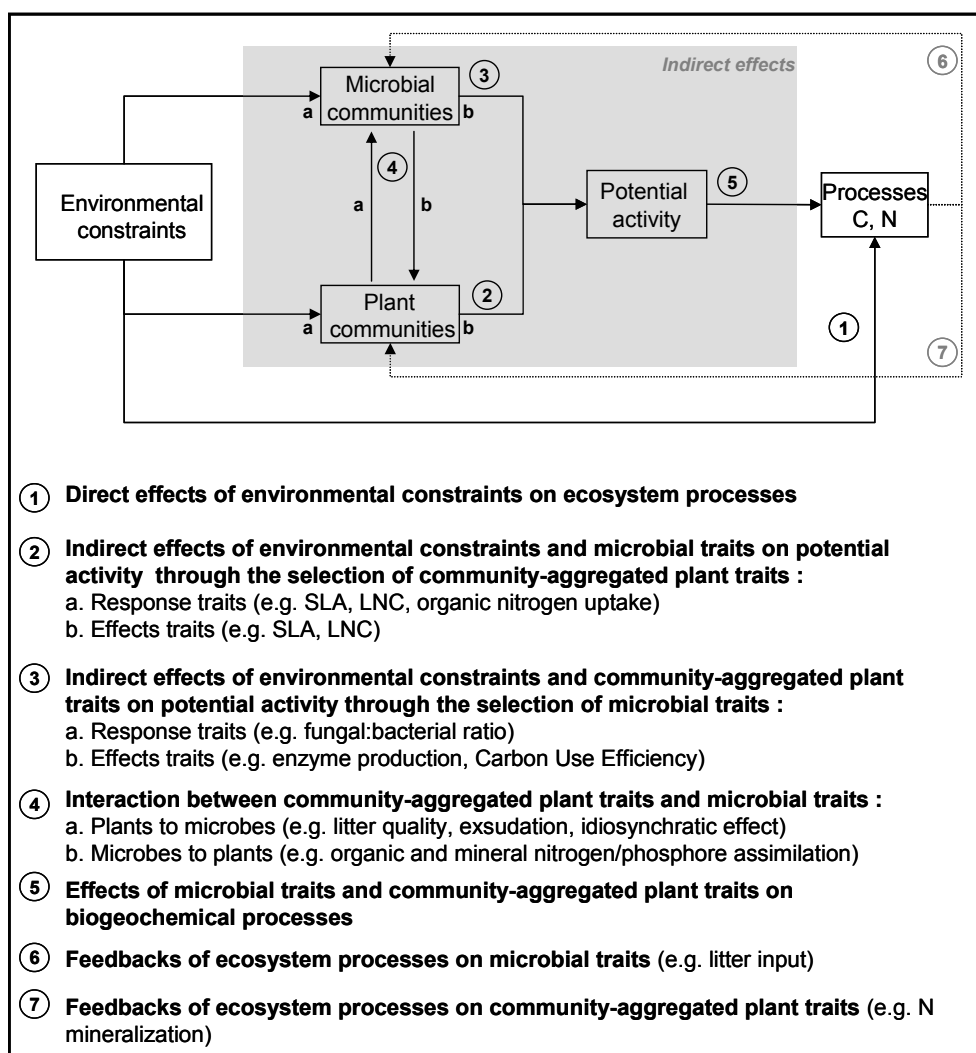 Indirect effects
6
Microbial
communities
3
a
b
4
a
b
Environmental
constraints
Potential
activity
5
Processes
C, N
Plant
communities
2
a
b
1
7
1 Direct effects of environmental constraints on ecosystem processes
2 Indirect effects of environmental constraints and microbial traits on potential
activity through the selection of community-aggregated plant traits :
a. Response traits (e.g. SLA, LNC, organic nitrogen uptake)
b. Effects traits (e.g. SLA, LNC)
3 Indirect effects of environmental constraints and community-aggregated plant
traits on potential activity through the selection of microbial traits :
a. Response traits (e.g. fungal:bacterial ratio)
b. Effects traits (e.g. enzyme production, Carbon Use Efficiency)
4 Interaction between community-aggregated plant traits and microbial traits :
a. Plants to microbes (e.g. litter quality, exsudation, idiosynchratic effect)
b. Microbes to plants (e.g. organic and mineral nitrogen/phosphore assimilation)
5 Effects of microbial traits and community-aggregated plant traits on
biogeochemical processes
6 Feedbacks of ecosystem processes on microbial traits (e.g. litter input)
7 Feedbacks of ecosystem processes on community-aggregated plant traits (e.g. N
mineralization)